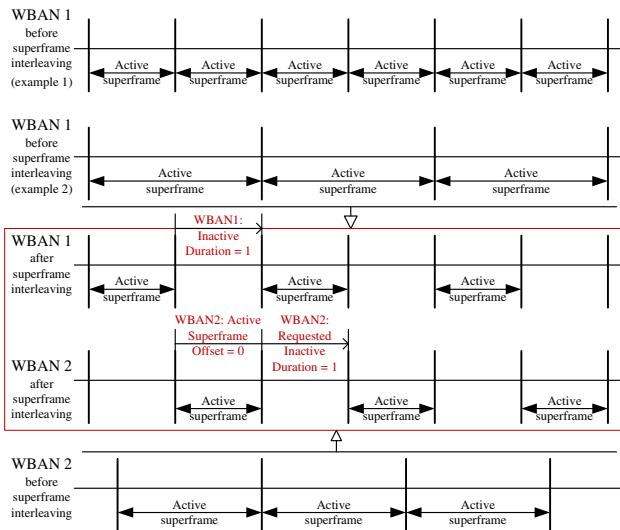 WBAN 1
before
superframe
interleaving
(example 1)
Active
superframe
Active
superframe
Active
superframe
Active
superframe
Active
superframe
Active
superframe
WBAN 1
before
superframe
interleaving
(example 2)
Active
superframe
Active
superframe
Active
superframe
WBAN1:
Inactive
Duration = 1
WBAN 1
after
superframe
interleaving
Active
superframe
Active
superframe
Active
superframe
WBAN2: Active
Superframe
Offset = 0
WBAN2:
Requested
Inactive
Duration = 1
WBAN 2
after
superframe
interleaving
Active
superframe
Active
superframe
Active
superframe
WBAN 2
before
superframe
interleaving
Active
superframe
Active
superframe
Active
superframe